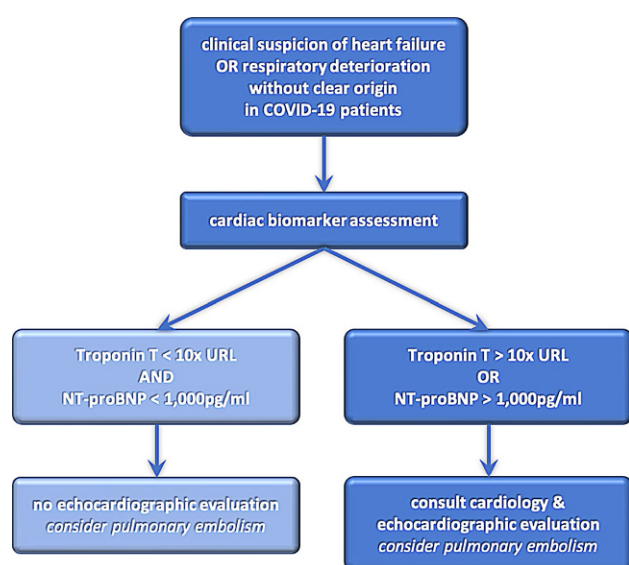 clinical suspicion of heart failure
OR respiratory deterioration
without clear origin
in COVID-19 patients
cardiac biomarker assessment
Troponin T < 10x URL
AND
NT-proBNP < 1,000pg/ml
Troponin T > 10x URL
OR
NT-proBNP > 1,000pg/ml
no echocardiographic evaluation
consider pulmonary embolism
consult cardiology &
echocardiographic evaluation
consider pulmonary embolism